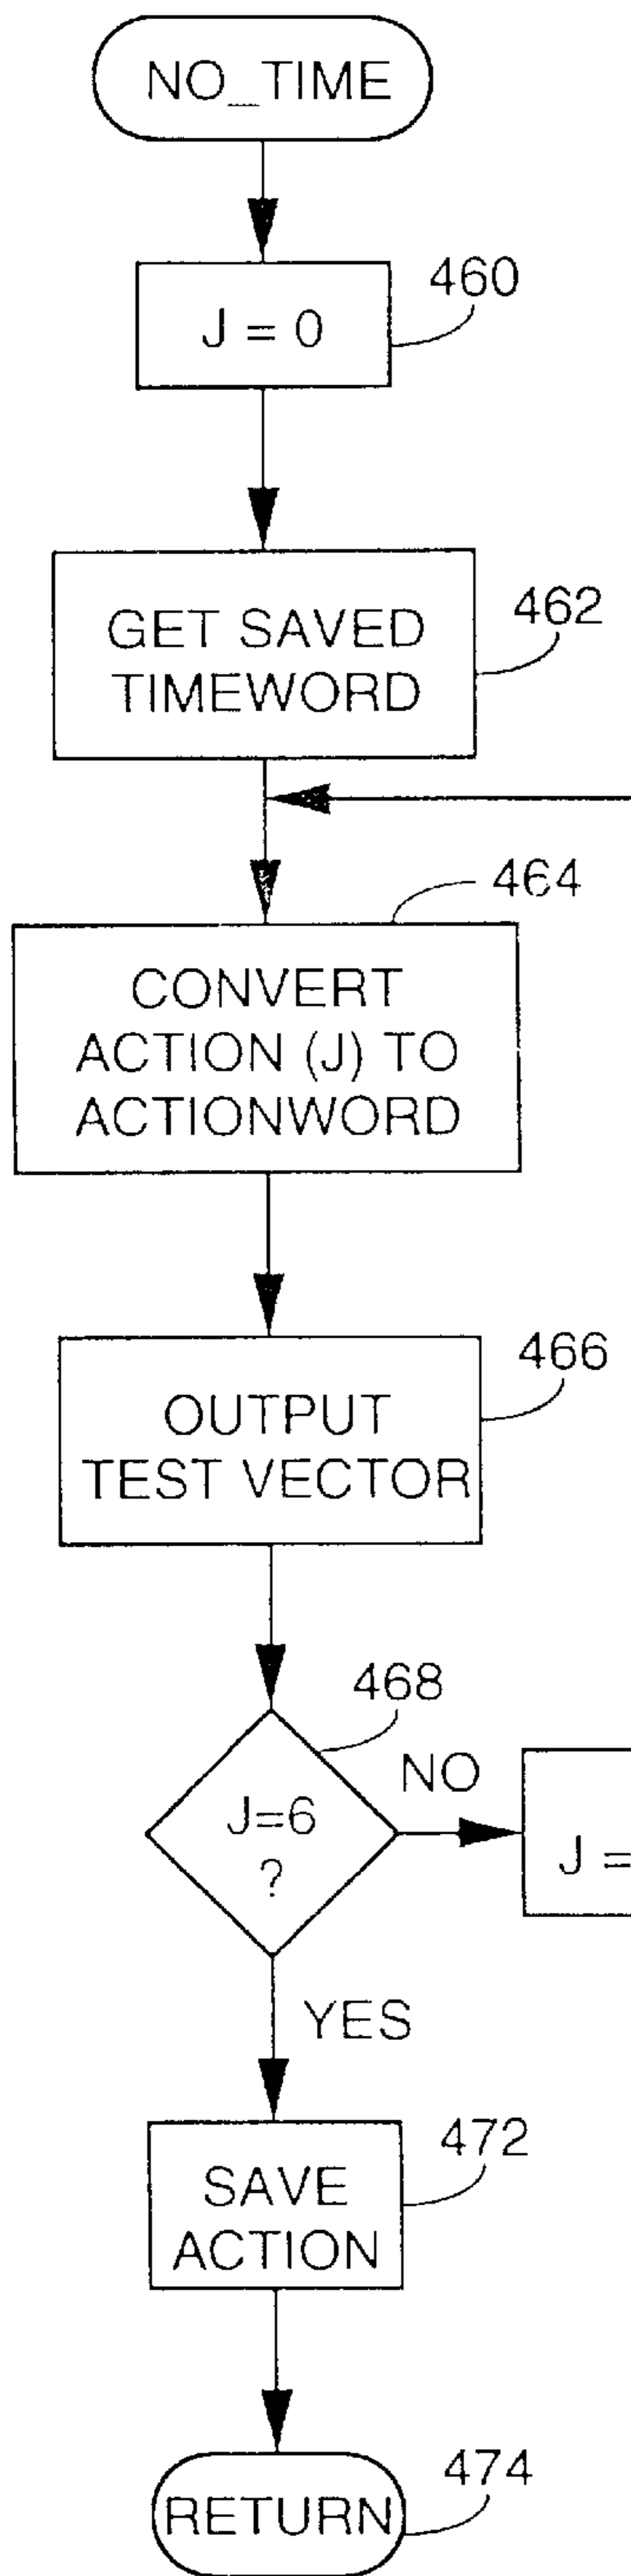 NO_TIME
460
J = 0
462
GET SAVED
TIMEWORD
464
CONVERT
ACTION (J) TO
ACTIONWORD
466
OUTPUT
TEST VECTOR
468
NO
J=6
?
J =
YES
472
SAVE
ACTION
474
RETURN